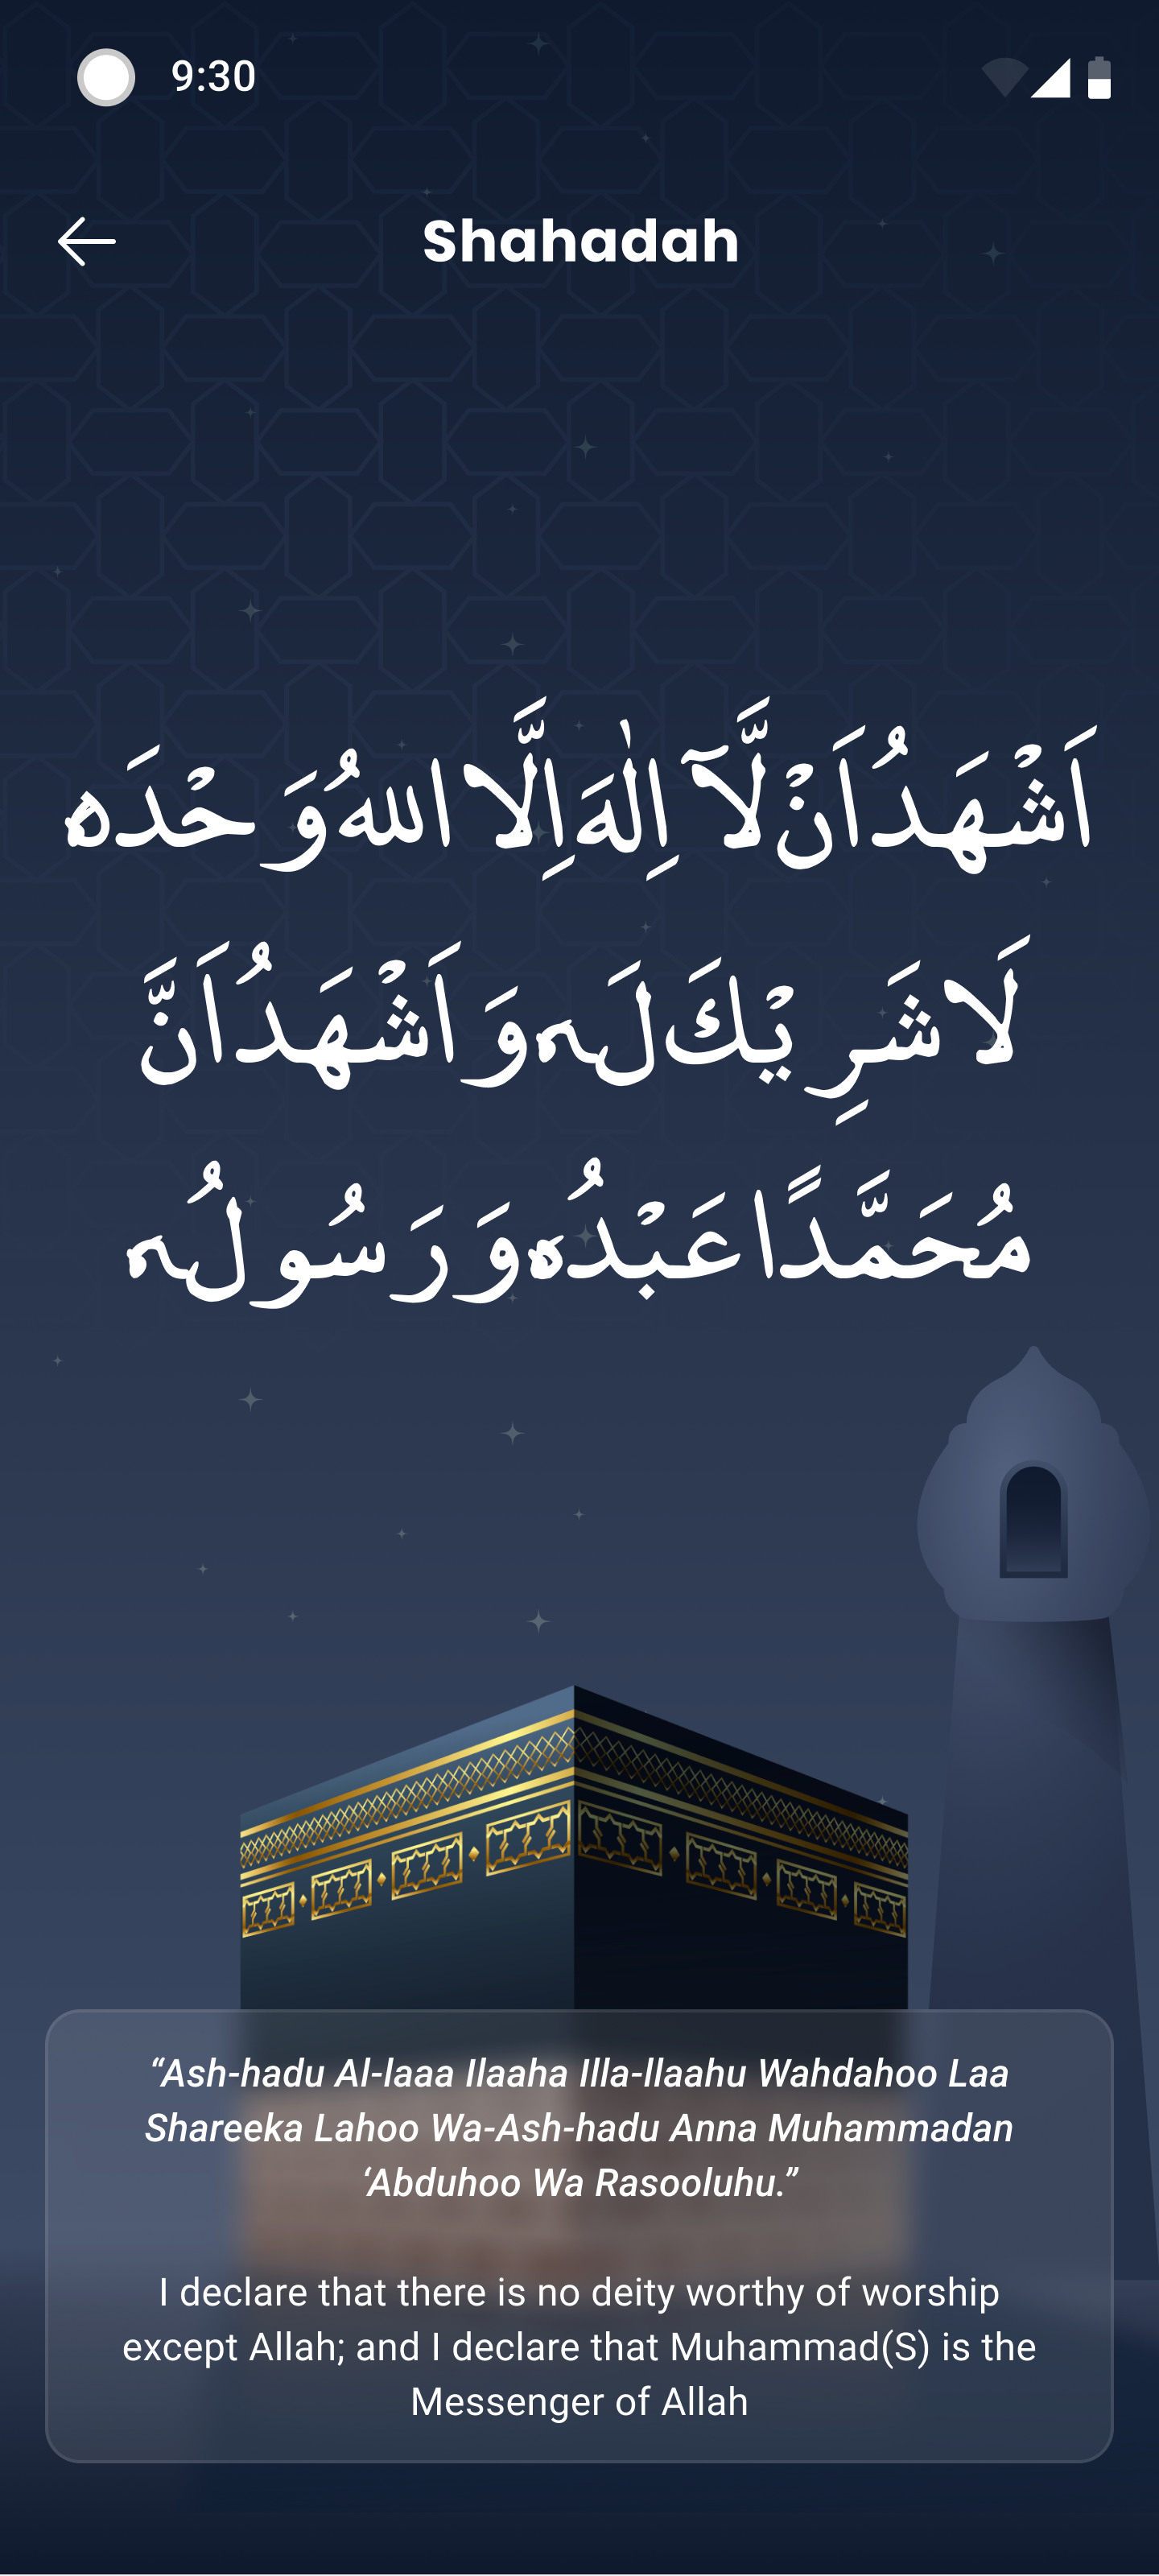 9:30
Shahadah
اَشْهَدُ اَنْ لَّآ اِلٰهَ اِلَّا اللهُ وَحْدَه
لَا شَرِيْكَ لَه وَ اَشْهَدُ اَنَّ
مُحَمَّدًا عَبْدُه وَ رَسُولُه
“Ash-hadu Al-laaa Ilaaha Illa-llaahu Wahdahoo Laa
Shareeka Lahoo Wa-Ash-hadu Anna Muhammadan
‘Abduhoo Wa Rasooluhu.”
I declare that there is no deity worthy of worship
except Allah; and I declare that Muhammad(S) is the
Messenger of Allah